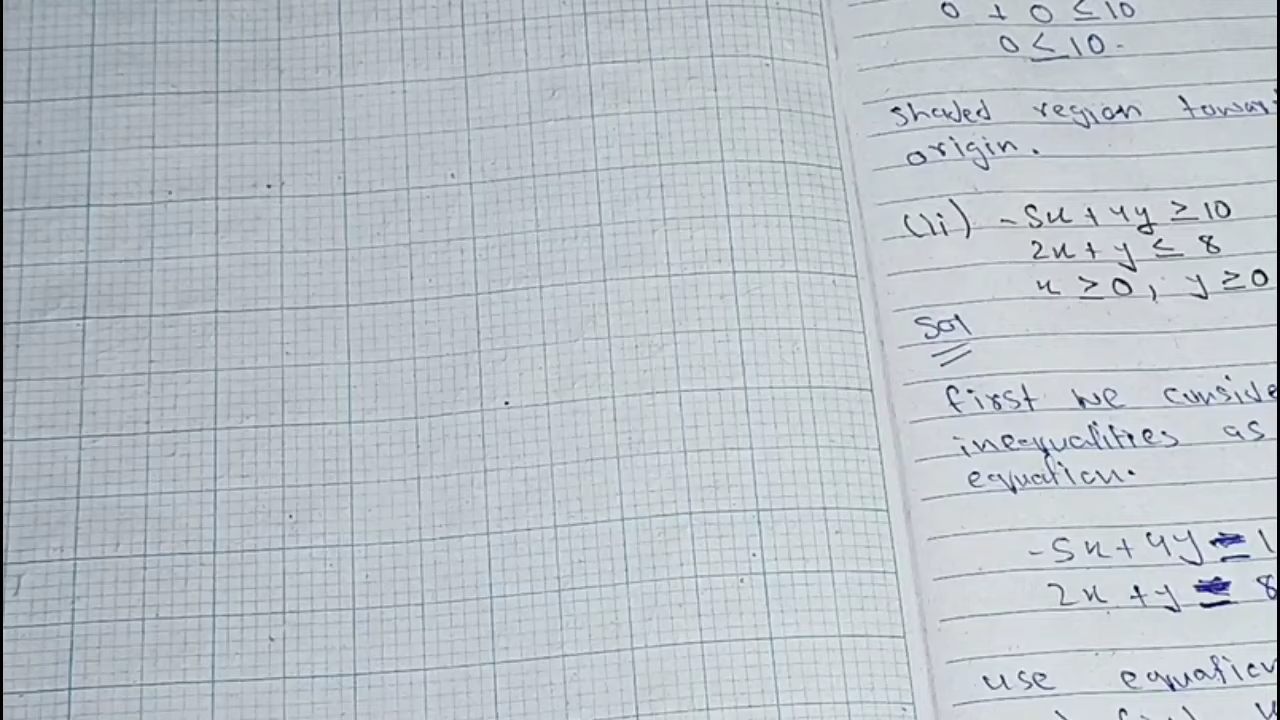 0 + 0 ≤ 10
0 ≤ 10.
shaded region towar
origin.
(ii) -5x + 4y ≥ 10
2x + y ≤ 8
x ≥ 0, y ≥ 0
Sol
first we conside
inequalities as
equation.
-5x + 4y = 1
2x + y = 8
use equation